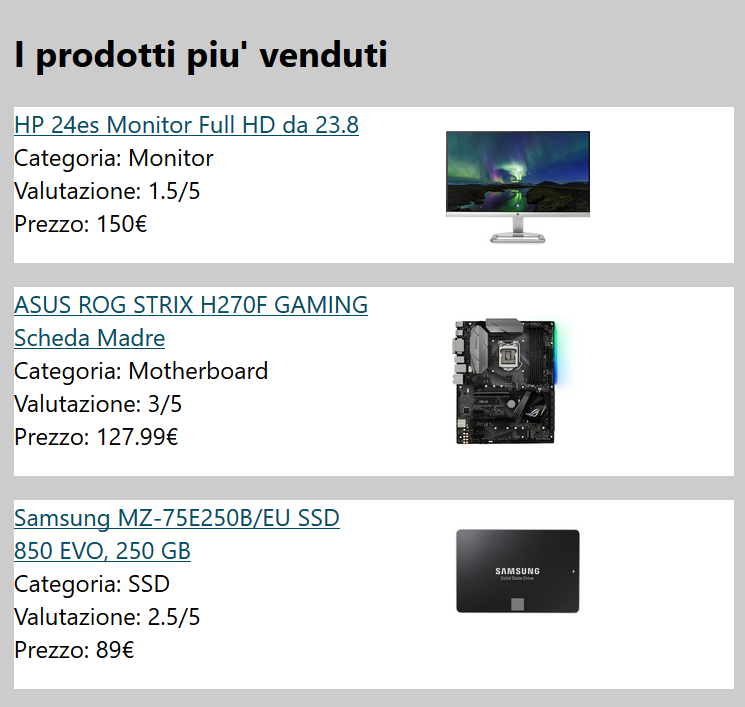 I prodotti piu' venduti
HP 24es Monitor Full HD da 23.8
Categoria: Monitor
Valutazione: 1.5/5
Prezzo: 150€
ASUS ROG STRIX H270F GAMING
Scheda Madre
Categoria: Motherboard
Valutazione: 3/5
Prezzo: 127.99€
Samsung MZ-75E250B/EU SSD
850 EVO, 250 GB
Categoria: SSD
Valutazione: 2.5/5
Prezzo: 89€
SAMSUNG
Solid State Drive